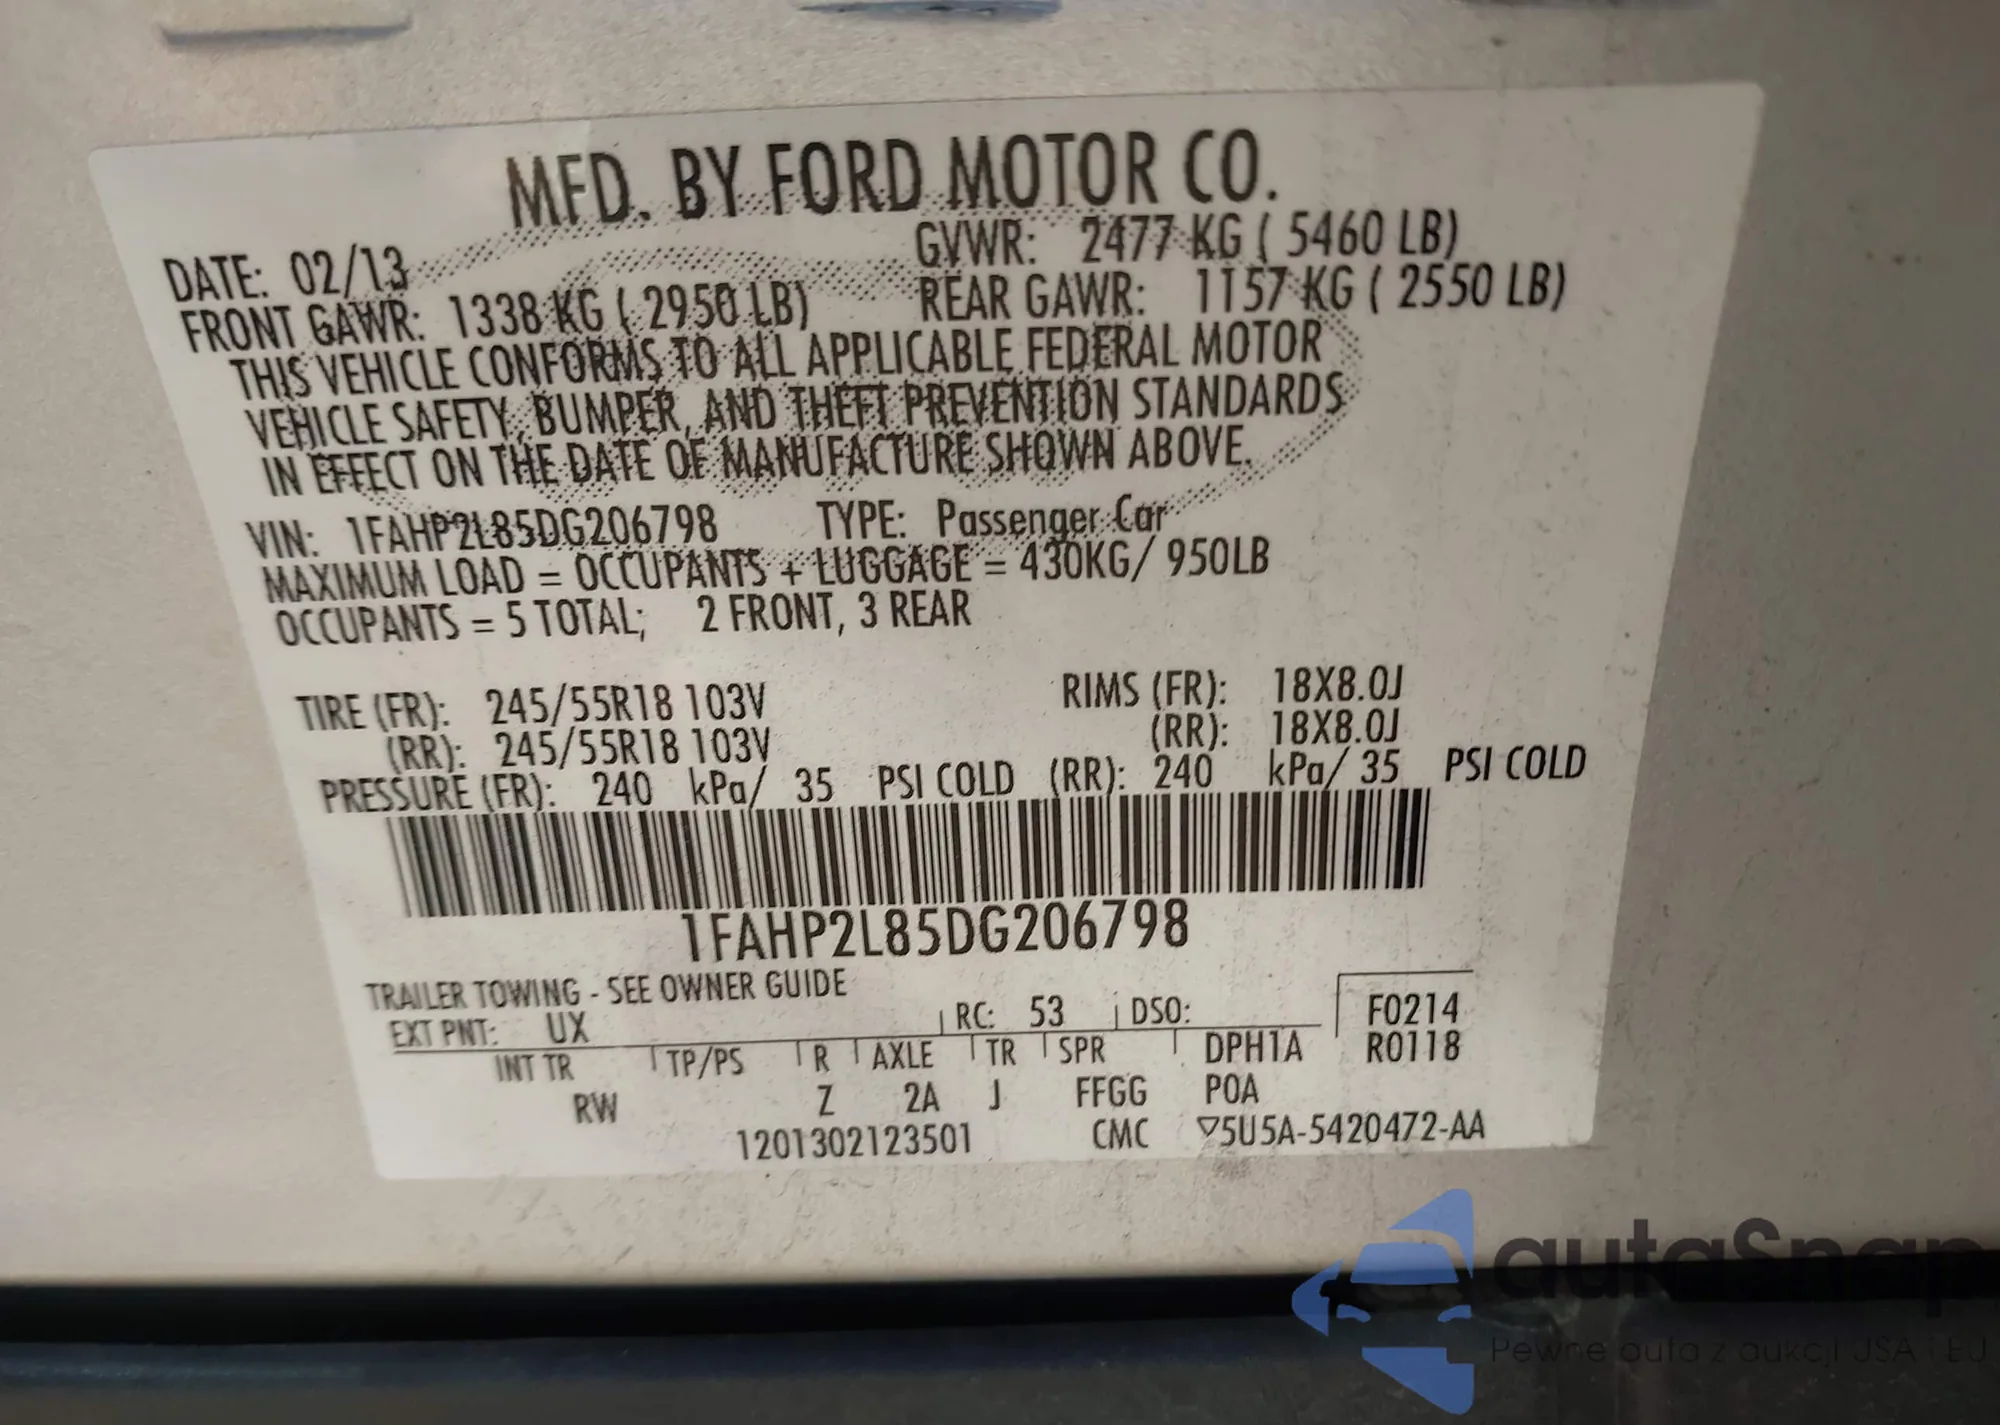 MFD. BY FORD MOTOR CO.
DATE: 02/13 GVWR: 2477 KG ( 5460 LB)
FRONT GAWR: 1338 KG ( 2950 LB) REAR GAWR: 1157 KG ( 2550 LB)
THIS VEHICLE CONFORMS TO ALL APPLICABLE FEDERAL MOTOR
VEHICLE SAFETY, BUMPER, AND THEFT PREVENTION STANDARDS
IN EFFECT ON THE DATE OF MANUFACTURE SHOWN ABOVE.
VIN: 1FAHP2L85DG206798 TYPE: Passenger Car
MAXIMUM LOAD = OCCUPANTS + LUGGAGE = 430KG/ 950LB
OCCUPANTS = 5 TOTAL; 2 FRONT, 3 REAR
TIRE (FR): 245/55R18 103V RIMS (FR): 18X8.0J
(RR): 245/55R18 103V (RR): 18X8.0J
PRESSURE (FR): 240 kPa/ 35 PSI COLD (RR): 240 kPa/ 35 PSI COLD
1FAHP2L85DG206798
TRAILER TOWING - SEE OWNER GUIDE
EXT PNT: UX RC: 53 DSO: F0214
INT TR TP/PS R AXLE TR SPR DPH1A R0118
RW Z 2A J FFGG POA
1201302123501 CMC ▽5U5A-5420472-AA
autoSnap
Pewne auta z aukcji USA i EU